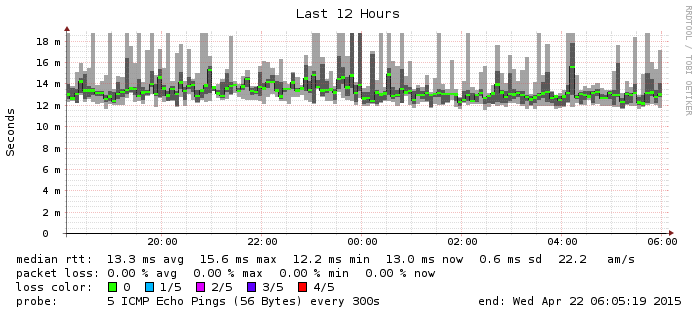 Last 12 Hours
RRDTOOL / TOBI OETIKER
Seconds
18 m
16 m
14 m
12 m
10 m
8 m
6 m
4 m
2 m
0
20:00 22:00 00:00 02:00 04:00 06:00
median rtt: 13.3 ms avg 15.6 ms max 12.2 ms min 13.0 ms now 0.6 ms sd 22.2 am/s
packet loss: 0.00 % avg 0.00 % max 0.00 % min 0.00 % now
loss color: 0 1/5 2/5 3/5 4/5
probe: 5 ICMP Echo Pings (56 Bytes) every 300s end: Wed Apr 22 06:05:19 2015